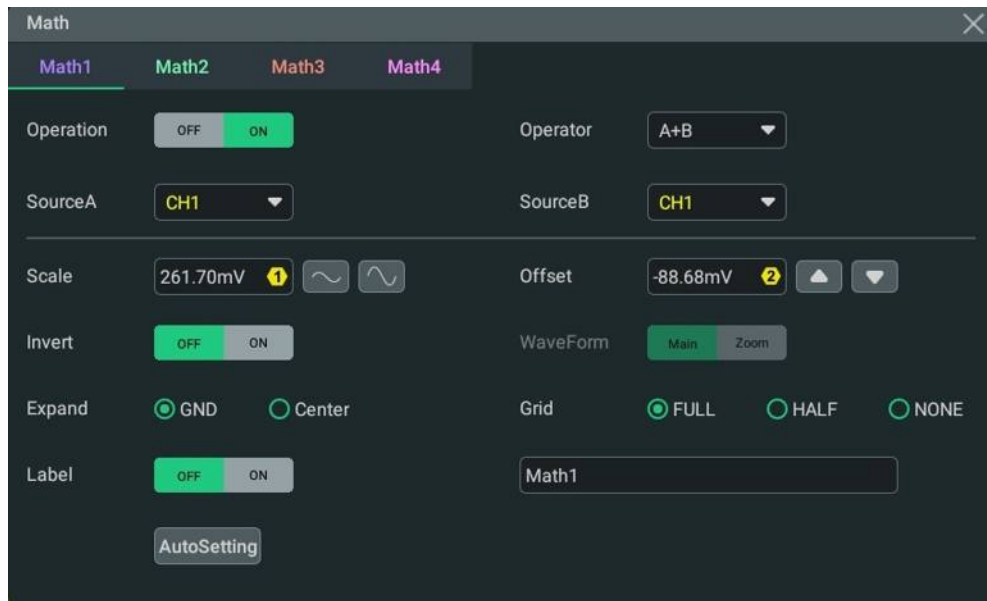 Math
Math1 Math2 Math3 Math4
Operation OFF ON Operator A+B
SourceA CH1 SourceB CH1
Scale 261.70mV 1 Offset -88.68mV 2
Invert OFF ON WaveForm Main Zoom
Expand GND Center Grid FULL HALF NONE
Label OFF ON Math1
AutoSetting